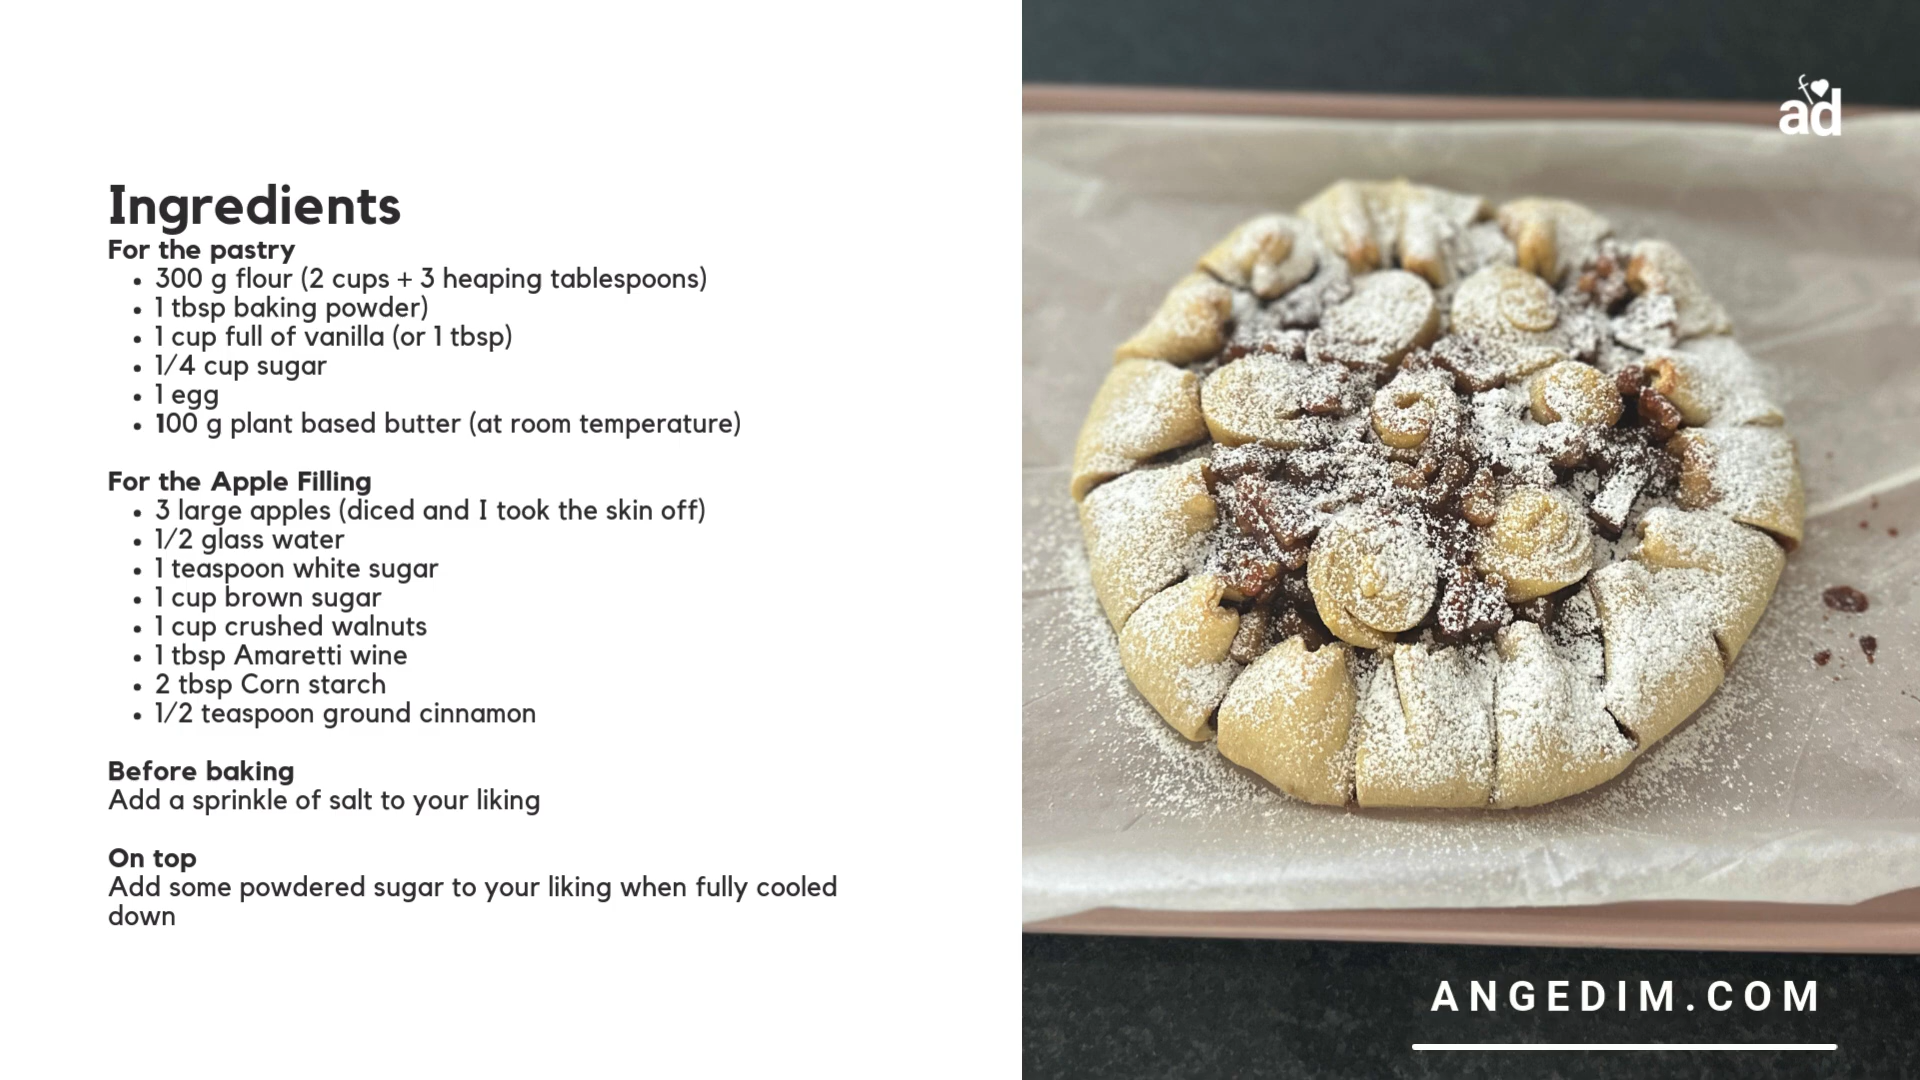 Ingredients
For the pastry
• 300 g flour (2 cups + 3 heaping tablespoons)
• 1 tbsp baking powder)
• 1 cup full of vanilla (or 1 tbsp)
• 1/4 cup sugar
• 1 egg
• 100 g plant based butter (at room temperature)
For the Apple Filling
• 3 large apples (diced and I took the skin off)
• 1/2 glass water
• 1 teaspoon white sugar
• 1 cup brown sugar
• 1 cup crushed walnuts
• 1 tbsp Amaretti wine
• 2 tbsp Corn starch
• 1/2 teaspoon ground cinnamon
Before baking
Add a sprinkle of salt to your liking
On top
Add some powdered sugar to your liking when fully cooled
down
f
ad
ANGEDIM.COM